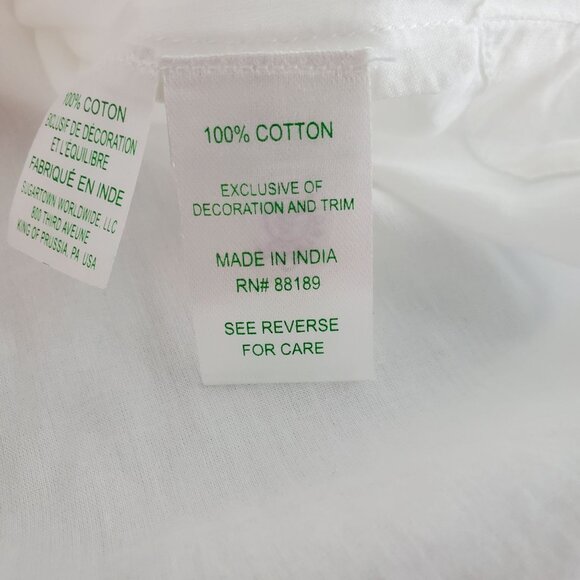 100% COTON
EXCLUSIF DE DÉCORATION
ET L'EQUILIBRE
FABRIQUÉ EN INDE
SUGARTOWN WORLDWIDE, LLC
800 THIRD AVEUNE
KING OF PRUSSIA, PA USA
100% COTTON
EXCLUSIVE OF
DECORATION AND TRIM
MADE IN INDIA
RN# 88189
SEE REVERSE
FOR CARE